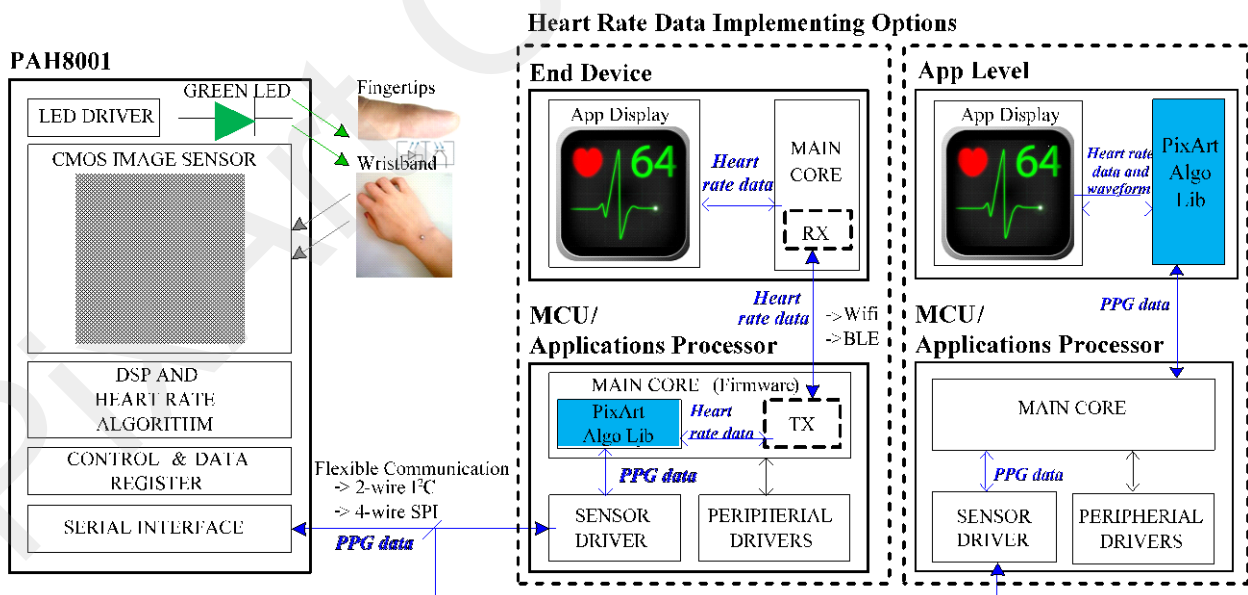 Heart Rate Data Implementing Options
PAH8001
LED DRIVER
GREEN LED
Fingertips
Wristband
CMOS IMAGE SENSOR
DSP AND
HEART RATE
ALGORITHM
CONTROL & DATA
REGISTER
SERIAL INTERFACE
Flexible Communication
-> 2-wire I²C
-> 4-wire SPI
PPG data
End Device
App Display
64
Heart
rate data
MAIN
CORE
RX
Heart
rate data
->Wifi
->BLE
MCU/
Applications Processor
MAIN CORE (Firmware)
PixArt
Algo Lib
Heart
rate data
TX
PPG data
SENSOR
DRIVER
PERIPHERIAL
DRIVERS
App Level
App Display
64
Heart rate
data and
waveform
PixArt
Algo
Lib
PPG data
MCU/
Applications Processor
MAIN CORE
PPG data
SENSOR
DRIVER
PERIPHERIAL
DRIVERS